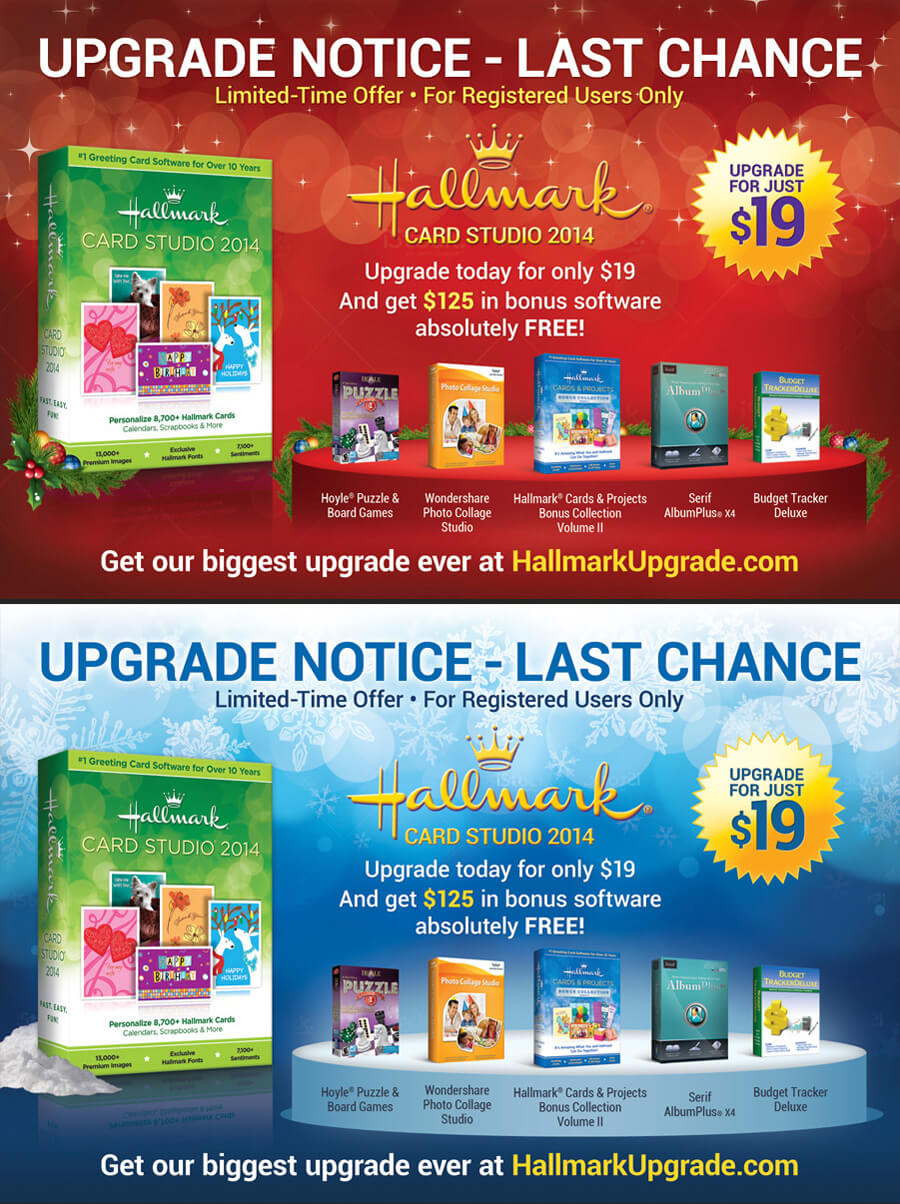 UPGRADE NOTICE - LAST CHANCE
Limited-Time Offer • For Registered Users Only
#1 Greeting Card Software for Over 10 Years
Hallmark
CARD STUDIO 2014
Hallmark
CARD
STUDIO
2014
FAST. EASY.
FUN!
HAPPY
BIRTHDAY
HAPPY
HOLIDAYS
Personalize 8,700+ Hallmark Cards
Calendars, Scrapbooks & More
13,000+
Premium Images
Exclusive
Hallmark Fonts
7,100+
Sentiments
Hallmark®
CARD STUDIO 2014
UPGRADE
FOR JUST
$19
Upgrade today for only $19
And get $125 in bonus software
absolutely FREE!
HOYLE
PUZZLE
Photo Collage Studio
Hallmark
CARDS & PROJECTS
BONUS COLLECTION
AlbumPlus
BUDGET
TRACKERDELUXE
Hoyle® Puzzle &
Board Games
Wondershare
Photo Collage
Studio
Hallmark® Cards & Projects
Bonus Collection
Volume II
Serif
AlbumPlus® X4
Budget Tracker
Deluxe
Get our biggest upgrade ever at HallmarkUpgrade.com
UPGRADE NOTICE - LAST CHANCE
Limited-Time Offer • For Registered Users Only
#1 Greeting Card Software for Over 10 Years
Hallmark
CARD STUDIO 2014
Hallmark
CARD
STUDIO
2014
FAST. EASY.
FUN!
HAPPY
BIRTHDAY
HAPPY
HOLIDAYS
Personalize 8,700+ Hallmark Cards
Calendars, Scrapbooks & More
13,000+
Premium Images
Exclusive
Hallmark Fonts
7,100+
Sentiments
Hallmark®
CARD STUDIO 2014
UPGRADE
FOR JUST
$19
Upgrade today for only $19
And get $125 in bonus software
absolutely FREE!
HOYLE
PUZZLE
Photo Collage Studio
Hallmark
CARDS & PROJECTS
BONUS COLLECTION
AlbumPlus
BUDGET
TRACKERDELUXE
Hoyle® Puzzle &
Board Games
Wondershare
Photo Collage
Studio
Hallmark® Cards & Projects
Bonus Collection
Volume II
Serif
AlbumPlus® X4
Budget Tracker
Deluxe
Get our biggest upgrade ever at HallmarkUpgrade.com